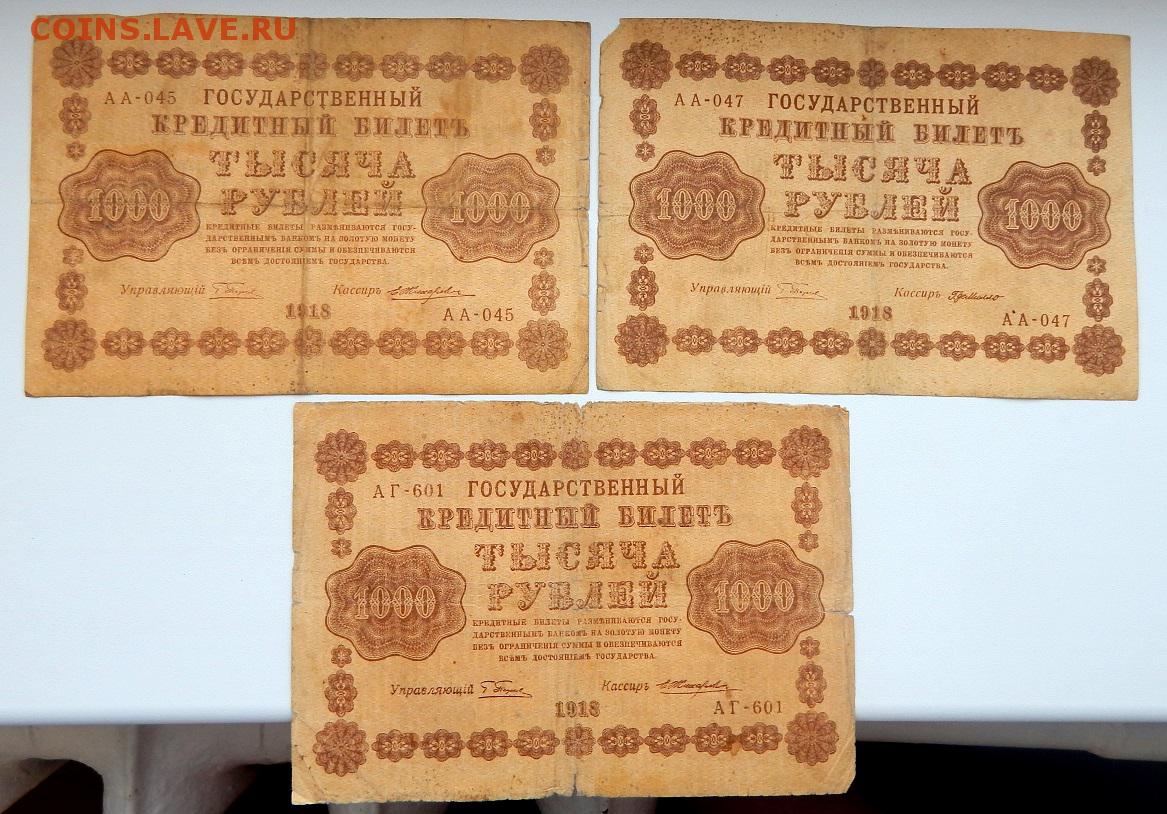 COINS.LAVE.RU
АА-045 ГОСУДАРСТВЕННЫЙ
КРЕДИТНЫЙ БИЛЕТЪ
ТЫСЯЧА
РУБЛЕЙ
1000 1000
КРЕДИТНЫЕ БИЛЕТЫ РАЗМѢНИВАЮТСЯ ГОСУ-
ДАРСТВЕННЫМЪ БАНКОМЪ НА ЗОЛОТУЮ МОНЕТУ
БЕЗЪ ОГРАНИЧЕНІЯ СУММЫ И ОБЕЗПЕЧИВАЮТСЯ
ВСѢМЪ ДОСТОЯНІЕМЪ ГОСУДАРСТВА.
Управляющій Кассиръ
1918
АА-045
АА-047 ГОСУДАРСТВЕННЫЙ
КРЕДИТНЫЙ БИЛЕТЪ
ТЫСЯЧА
РУБЛЕЙ
1000 1000
КРЕДИТНЫЕ БИЛЕТЫ РАЗМѢНИВАЮТСЯ ГОСУ-
ДАРСТВЕННЫМЪ БАНКОМЪ НА ЗОЛОТУЮ МОНЕТУ
БЕЗЪ ОГРАНИЧЕНІЯ СУММЫ И ОБЕЗПЕЧИВАЮТСЯ
ВСѢМЪ ДОСТОЯНІЕМЪ ГОСУДАРСТВА.
Управляющій Кассиръ
1918
АА-047
АГ-601 ГОСУДАРСТВЕННЫЙ
КРЕДИТНЫЙ БИЛЕТЪ
ТЫСЯЧА
РУБЛЕЙ
1000 1000
КРЕДИТНЫЕ БИЛЕТЫ РАЗМѢНИВАЮТСЯ ГОСУ-
ДАРСТВЕННЫМЪ БАНКОМЪ НА ЗОЛОТУЮ МОНЕТУ
БЕЗЪ ОГРАНИЧЕНІЯ СУММЫ И ОБЕЗПЕЧИВАЮТСЯ
ВСѢМЪ ДОСТОЯНІЕМЪ ГОСУДАРСТВА.
Управляющій Кассиръ
1918
АГ-601